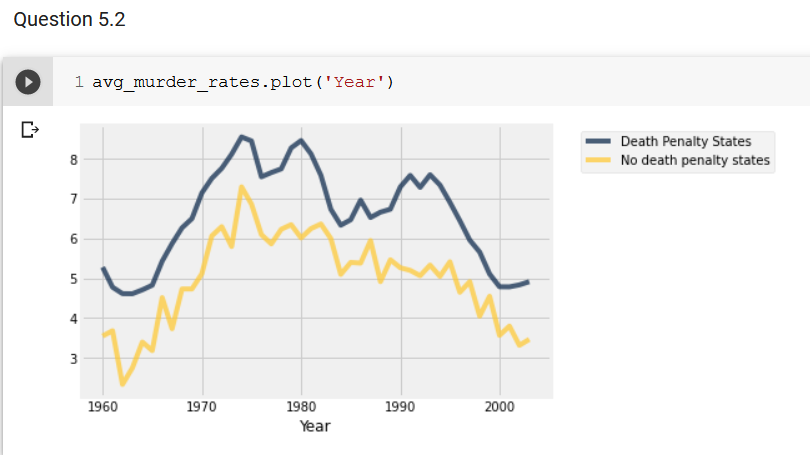 Question 5.2
1 avg_murder_rates.plot('Year')
Death Penalty States
No death penalty states
8
7
6
5
4
3
1960 1970 1980 1990 2000
Year